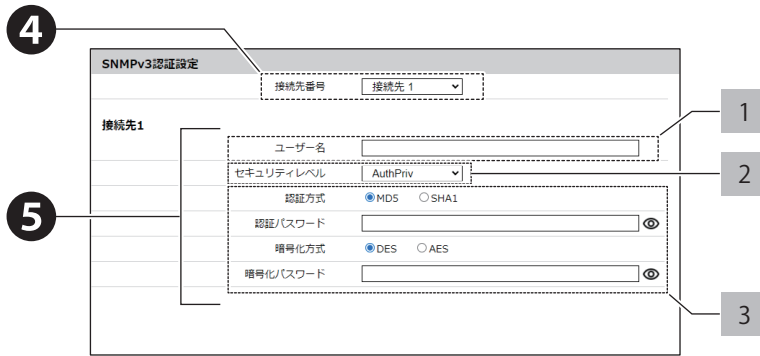 4
SNMPv3認証設定
接続先番号 接続先 1
1
接続先1
ユーザー名
2
セキュリティレベル AuthPriv
認証方式 MD5 SHA1
5
認証パスワード
暗号化方式 DES AES
暗号化パスワード
3